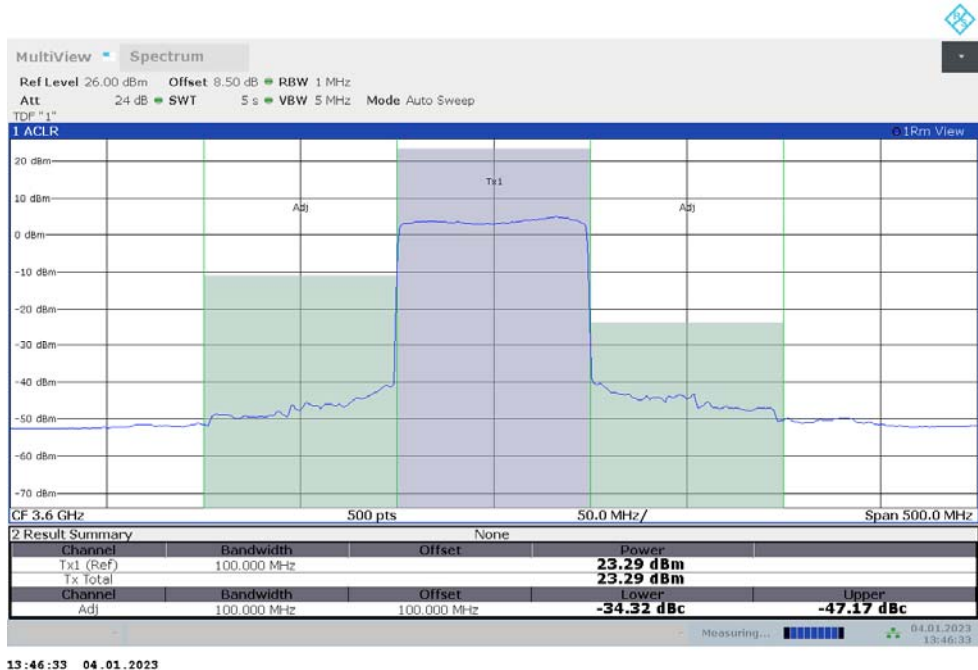 R S
MultiView Spectrum
Ref Level 26.00 dBm Offset 8.50 dB RBW 1 MHz
Att 24 dB SWT 5 s VBW 5 MHz Mode Auto Sweep
TDF "1"
1 ACLR 1Rm View
20 dBm
Tx1
10 dBm
Adj Adj
0 dBm
-10 dBm
-20 dBm
-30 dBm
-40 dBm
-50 dBm
-60 dBm
-70 dBm
CF 3.6 GHz 500 pts 50.0 MHz/ Span 500.0 MHz
2 Result Summary None
Channel Bandwidth Offset Power
Tx1 (Ref) 100.000 MHz 23.29 dBm
Tx Total 23.29 dBm
Channel Bandwidth Offset Lower Upper
Adj 100.000 MHz 100.000 MHz -34.32 dBc -47.17 dBc
Measuring... 04.01.2023
13:46:33
13:46:33 04.01.2023